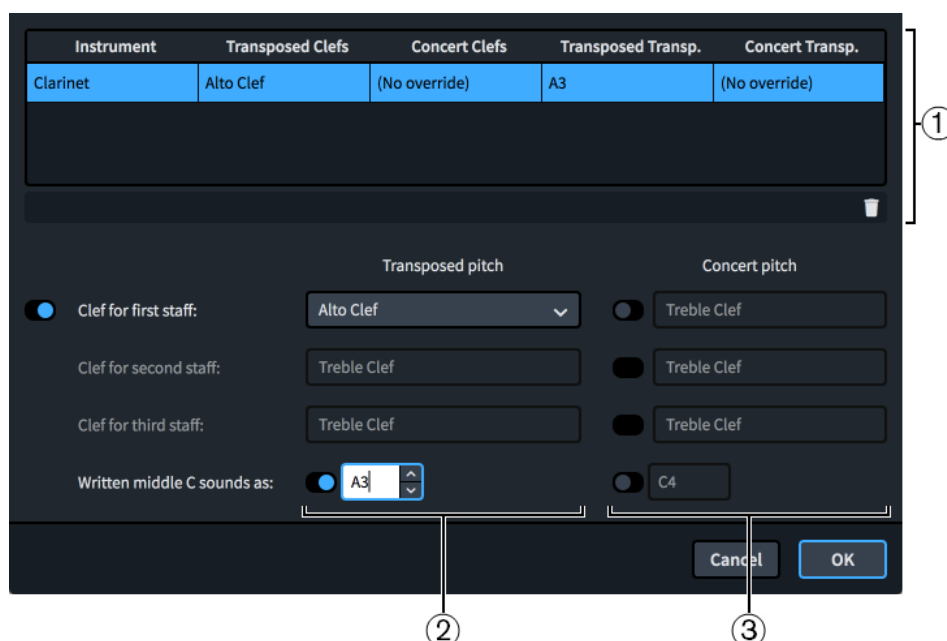 Instrument Transposed Clefs Concert Clefs Transposed Transp. Concert Transp.
Clarinet Alto Clef (No override) A3 (No override)
①
Transposed pitch Concert pitch
Clef for first staff: Alto Clef Treble Clef
Clef for second staff: Treble Clef Treble Clef
Clef for third staff: Treble Clef Treble Clef
Written middle C sounds as: A3 C4
Cancel OK
② ③